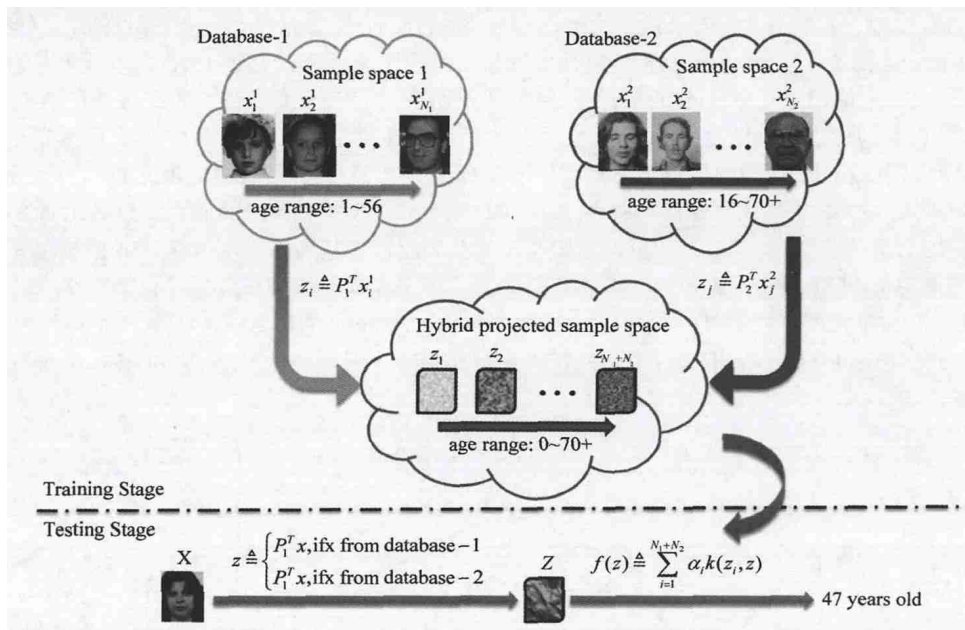 Database-1
Sample space 1
x_1^1 x_2^1 x_{N_1}^1
age range: 1~56
Database-2
Sample space 2
x_1^2 x_2^2 x_{N_2}^2
age range: 16~70+
z_i ≜ P_1^T x_i^1
z_j ≜ P_2^T x_j^2
Hybrid projected sample space
z_1 z_2 z_{N_1+N_2}
age range: 0~70+
Training Stage
Testing Stage
X
z ≜ { P_1^T x, ifx from database-1
P_1^T x, ifx from database-2
Z
f(z) ≜ \sum_{i=1}^{N_1+N_2} α_i k(z_i, z)
47 years old